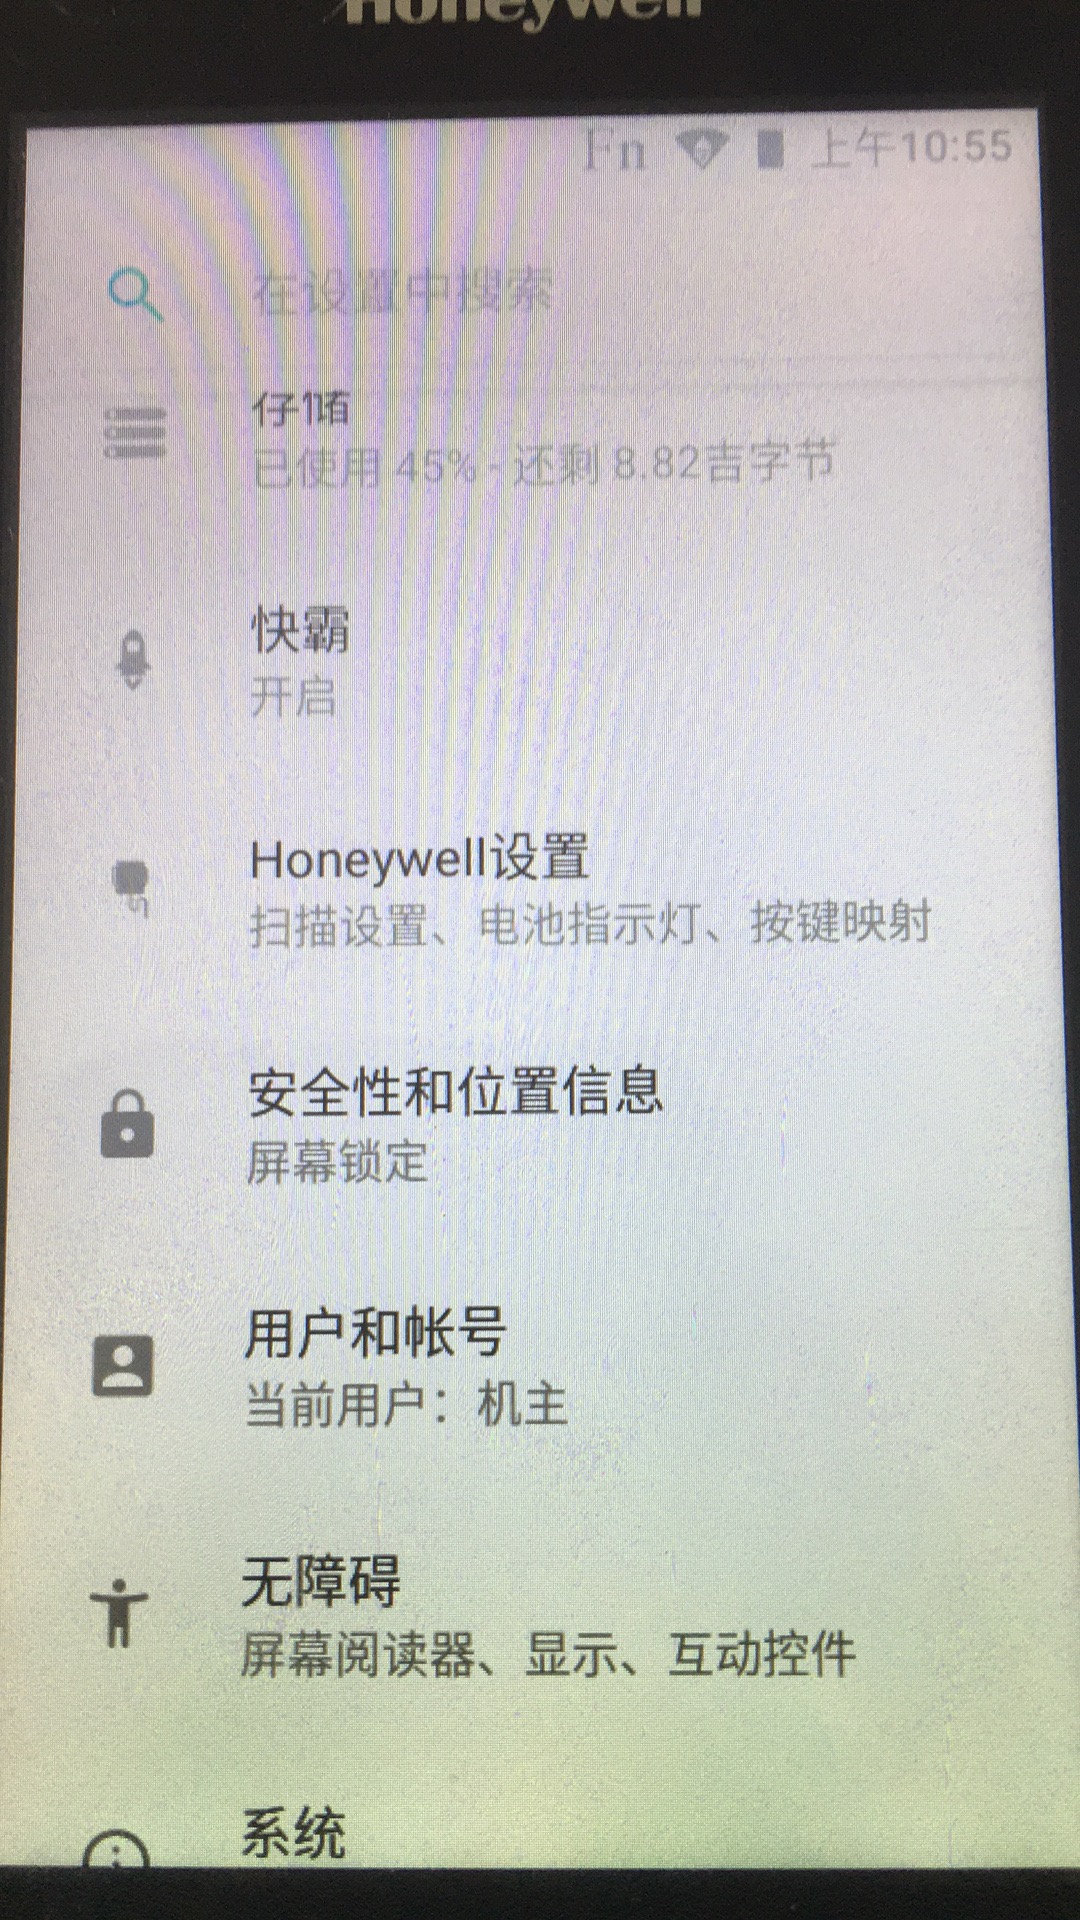 Honeywell
Fn 上午10:55
在设置中搜索
存储
已使用 45% - 还剩 8.82吉字节
快霸
开启
Honeywell设置
扫描设置、电池指示灯、按键映射
安全性和位置信息
屏幕锁定
用户和帐号
当前用户：机主
无障碍
屏幕阅读器、显示、互动控件
系统